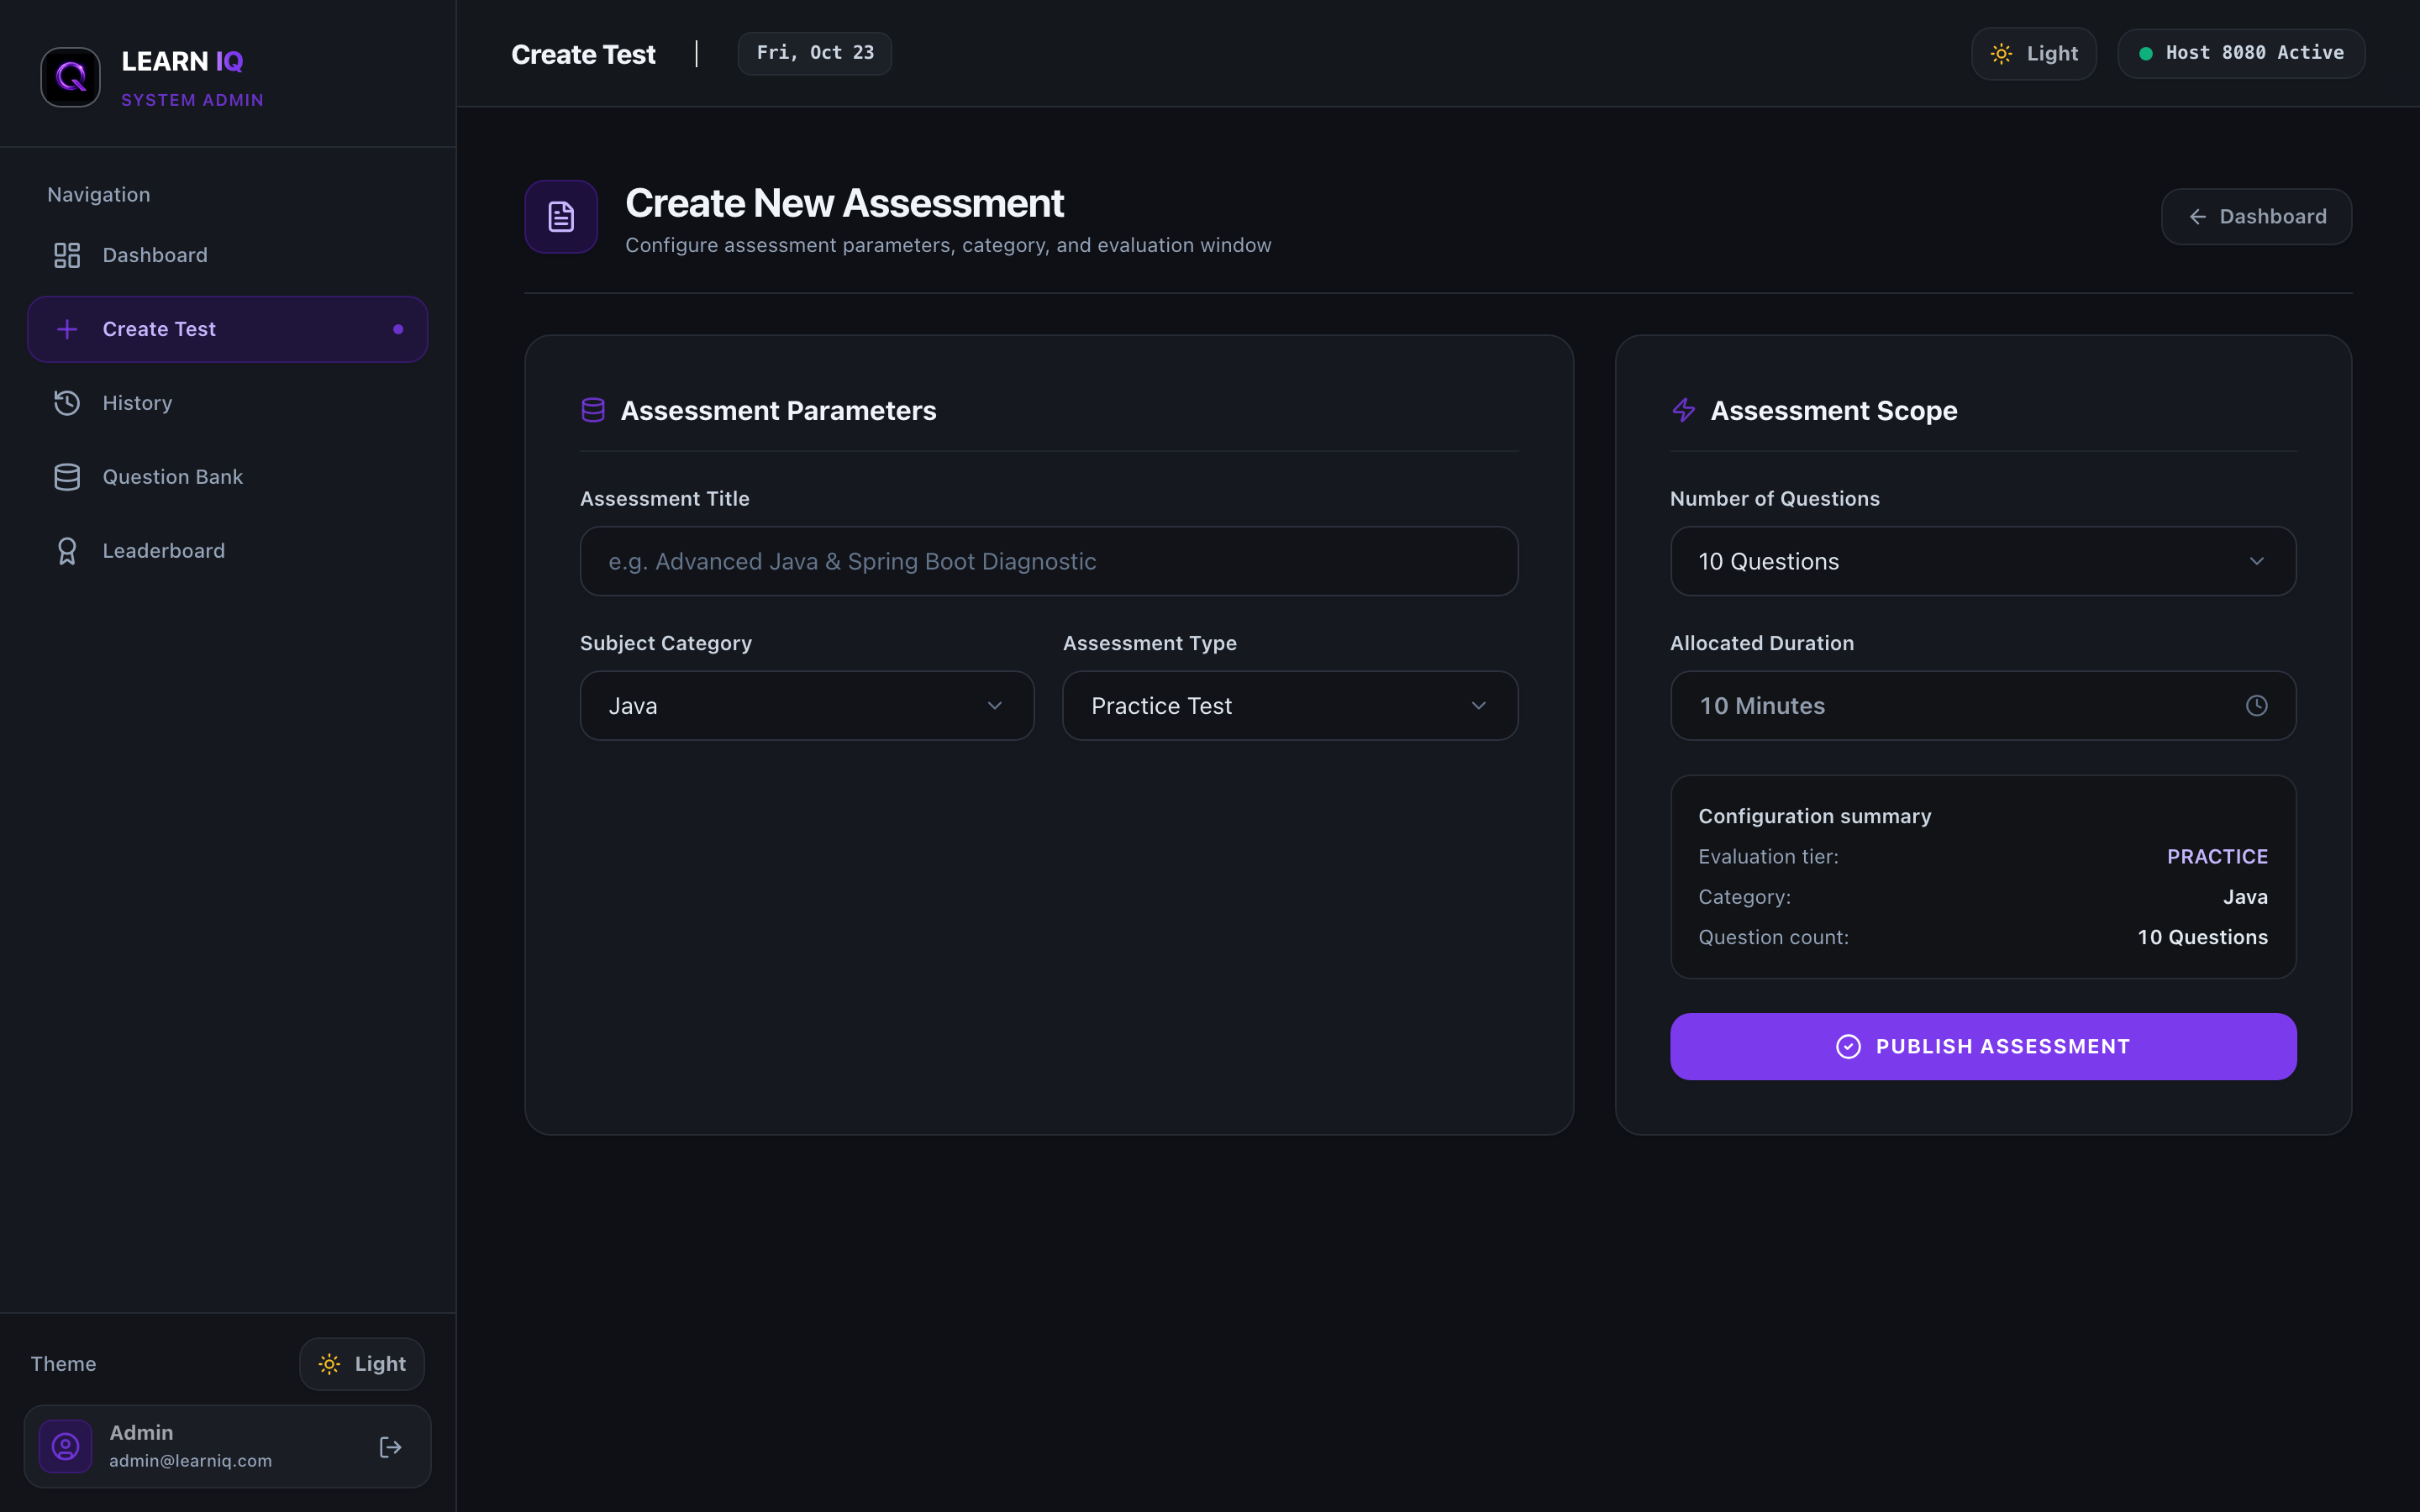 LEARN IQ
SYSTEM ADMIN
Navigation
Dashboard
Create Test
History
Question Bank
Leaderboard
Theme
Light
Admin
admin@learniq.com
Create Test
Fri, Oct 23
Light
Host 8080 Active
Create New Assessment
Configure assessment parameters, category, and evaluation window
Dashboard
Assessment Parameters
Assessment Title
e.g. Advanced Java & Spring Boot Diagnostic
Subject Category
Assessment Type
Java
Practice Test
Assessment Scope
Number of Questions
10 Questions
Allocated Duration
10 Minutes
Configuration summary
Evaluation tier: PRACTICE
Category: Java
Question count: 10 Questions
PUBLISH ASSESSMENT